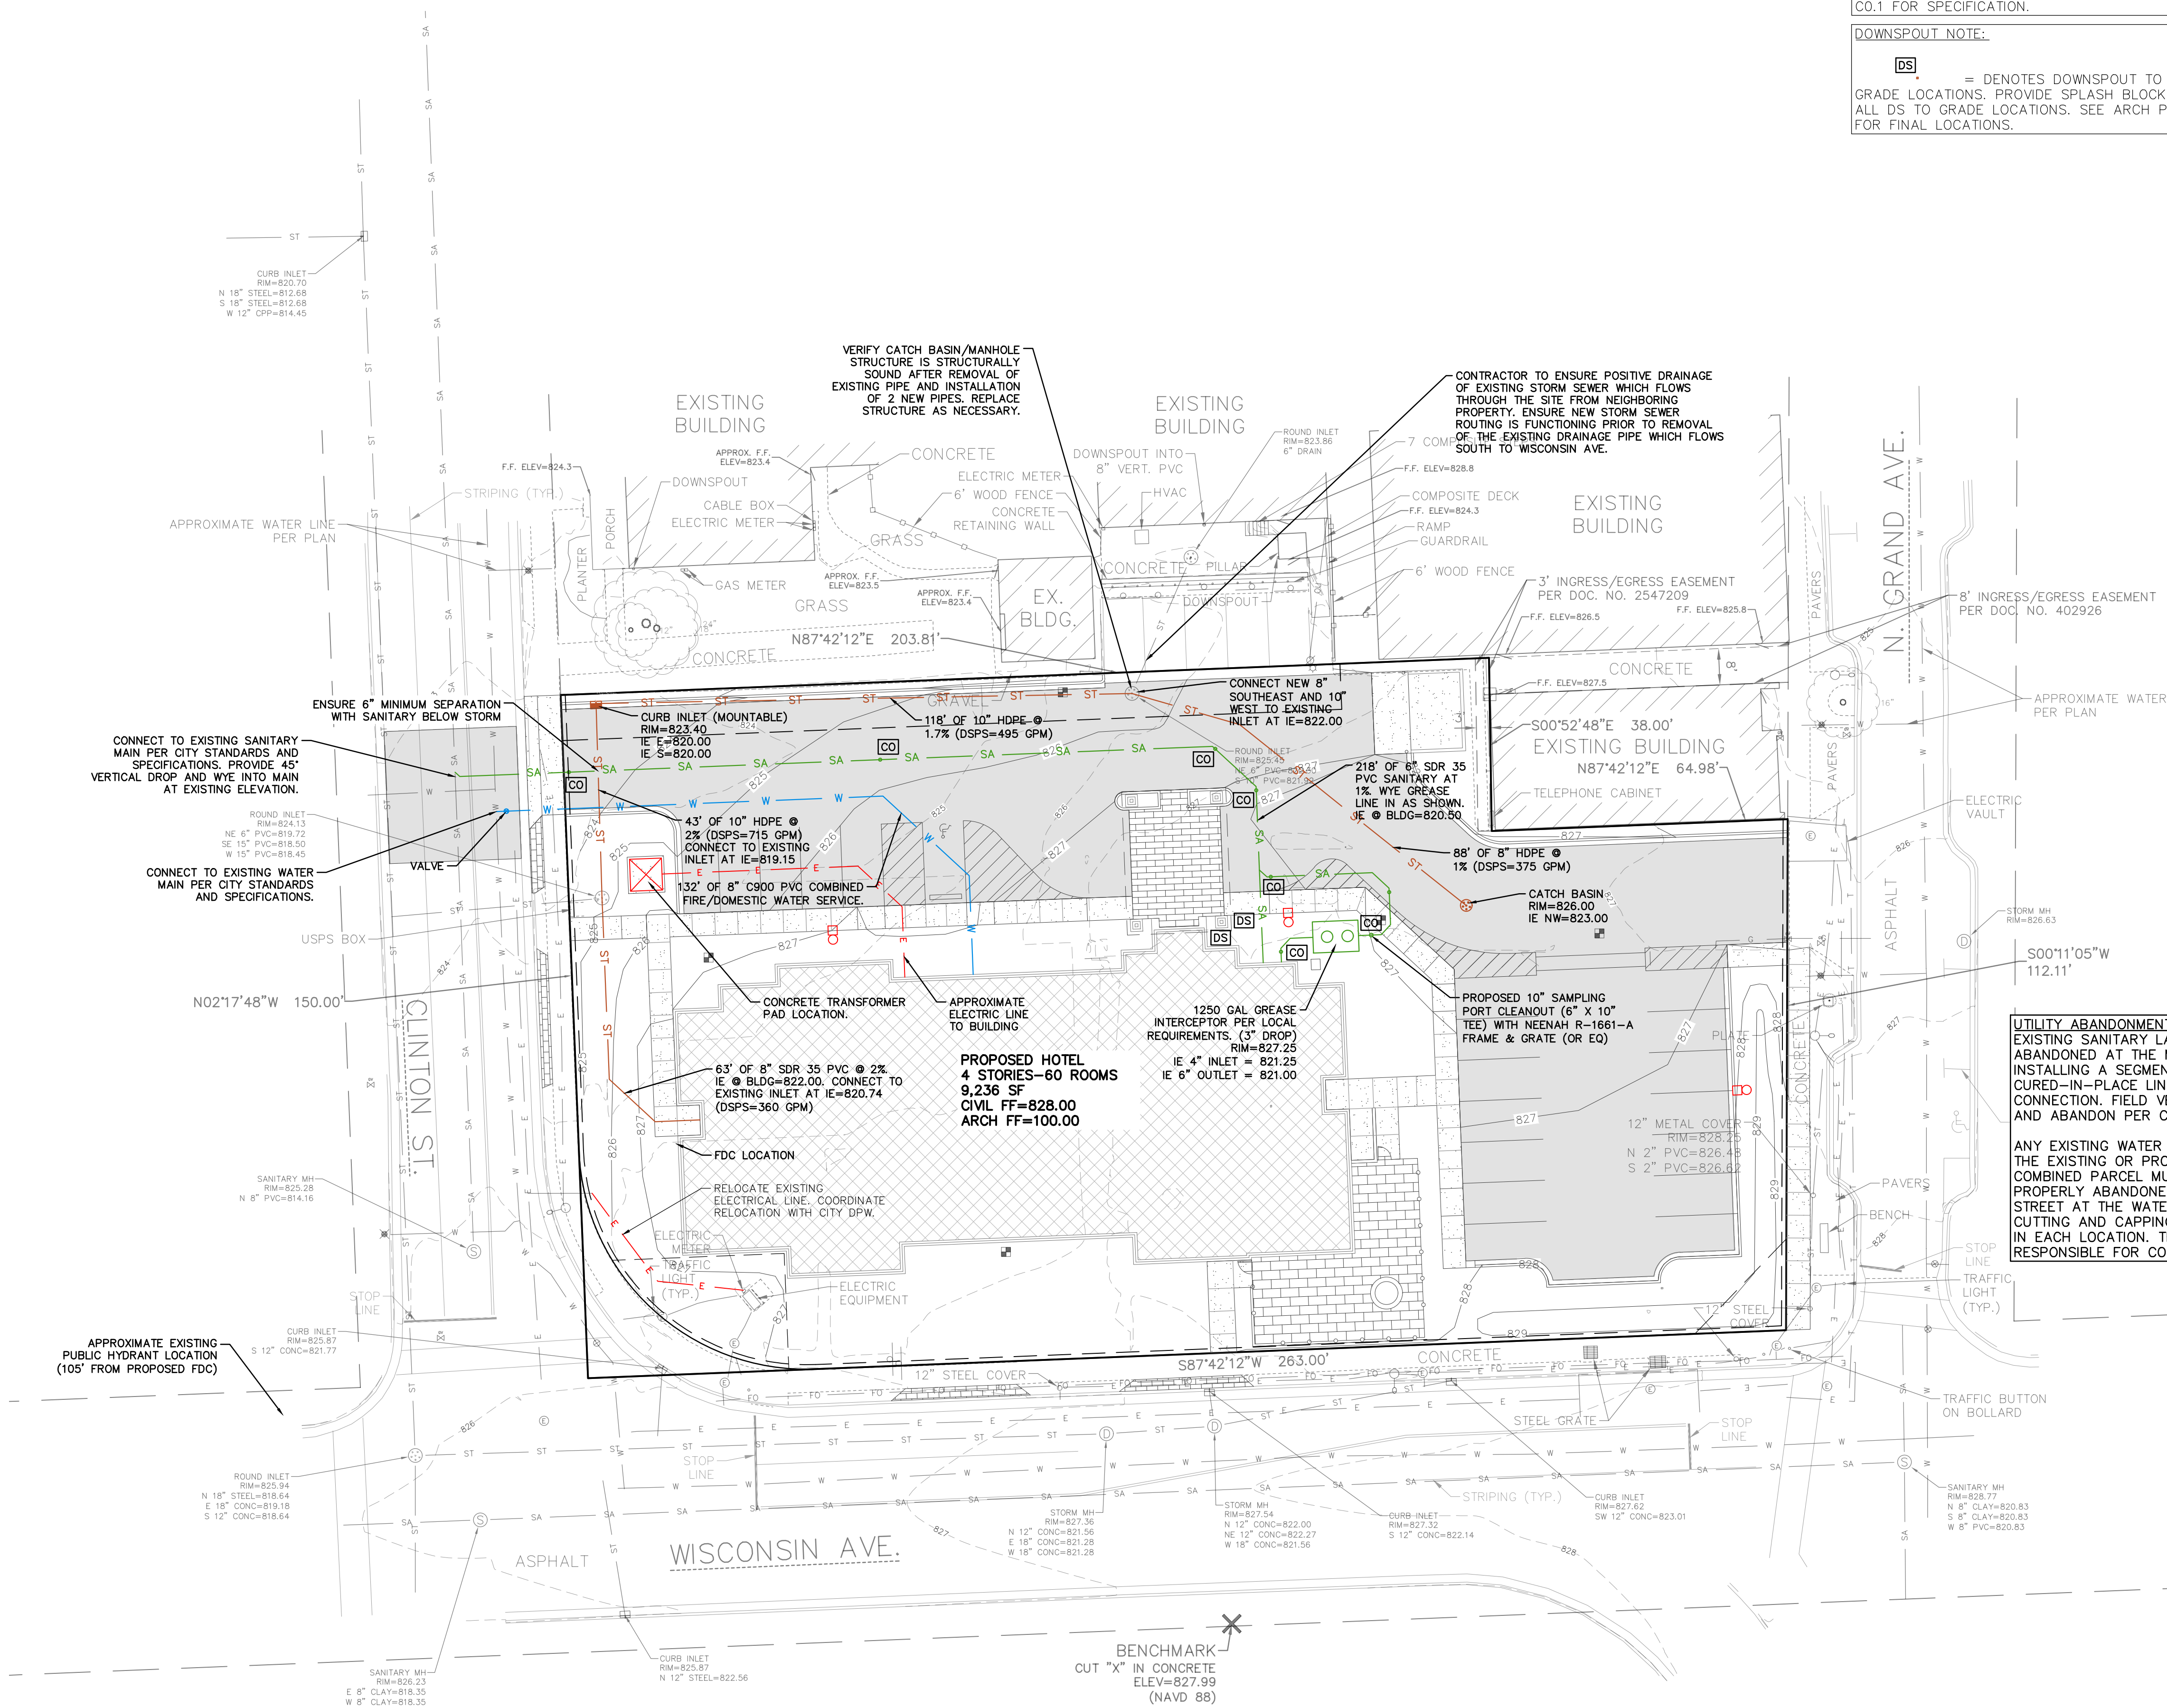 C0.1 FOR SPECIFICATION.
DOWNSPOUT NOTE:
DS
= DENOTES DOWNSPOUT TO
GRADE LOCATIONS. PROVIDE SPLASH BLOCK
ALL DS TO GRADE LOCATIONS. SEE ARCH P
FOR FINAL LOCATIONS.
CURB INLET
RIM=820.70
N 18" STEEL=812.68
S 18" STEEL=812.68
W 12" CPP=814.45
VERIFY CATCH BASIN/MANHOLE
STRUCTURE IS STRUCTURALLY
SOUND AFTER REMOVAL OF
EXISTING PIPE AND INSTALLATION
OF 2 NEW PIPES. REPLACE
STRUCTURE AS NECESSARY.
CONTRACTOR TO ENSURE POSITIVE DRAINAGE
OF EXISTING STORM SEWER WHICH FLOWS
THROUGH THE SITE FROM NEIGHBORING
PROPERTY. ENSURE NEW STORM SEWER
ROUTING IS FUNCTIONING PRIOR TO REMOVAL
OF THE EXISTING DRAINAGE PIPE WHICH FLOWS
SOUTH TO WISCONSIN AVE.
EXISTING
BUILDING
EXISTING
BUILDING
EXISTING
BUILDING
ROUND INLET
RIM=823.86
6" DRAIN
7 COMPOSITE
F.F. ELEV=828.8
COMPOSITE DECK
F.F. ELEV=824.3
RAMP
GUARDRAIL
6' WOOD FENCE
F.F. ELEV=824.3
APPROX. F.F.
ELEV=823.4
CONCRETE
DOWNSPOUT
CABLE BOX
ELECTRIC METER
ELECTRIC METER
6' WOOD FENCE
CONCRETE
RETAINING WALL
DOWNSPOUT INTO
8" VERT. PVC
HVAC
STRIPING (TYP.)
APPROXIMATE WATER LINE
PER PLAN
PORCH
PLANTER
GAS METER
GRASS
GRASS
APPROX. F.F.
ELEV=823.5
APPROX. F.F.
ELEV=823.4
EX.
BLDG.
CONCRETE
PILLAR
DOWNSPOUT
3' INGRESS/EGRESS EASEMENT
PER DOC. NO. 2547209
F.F. ELEV=826.5
F.F. ELEV=825.8
8' INGRESS/EGRESS EASEMENT
PER DOC. NO. 402926
N. GRAND AVE.
PAVERS
CONCRETE
8'
F.F. ELEV=827.5
N87°42'12"E 203.81'
CONCRETE
GRAVEL
APPROXIMATE WATER
PER PLAN
16"
ENSURE 6" MINIMUM SEPARATION
WITH SANITARY BELOW STORM
CURB INLET (MOUNTABLE)
RIM=823.40
IE E=820.00
IE S=820.00
118' OF 10" HDPE @
1.7% (DSPS=495 GPM)
CONNECT NEW 8"
SOUTHEAST AND 10"
WEST TO EXISTING
INLET AT IE=822.00
CONNECT TO EXISTING SANITARY
MAIN PER CITY STANDARDS AND
SPECIFICATIONS. PROVIDE 45°
VERTICAL DROP AND WYE INTO MAIN
AT EXISTING ELEVATION.
ROUND INLET
RIM=824.13
NE 6" PVC=819.72
SE 15" PVC=818.50
W 15" PVC=818.45
VALVE
CONNECT TO EXISTING WATER
MAIN PER CITY STANDARDS
AND SPECIFICATIONS.
USPS BOX
ROUND INLET
RIM=825.45
218' OF 6" SDR 35
PVC SANITARY AT
1%. WYE GREASE
LINE IN AS SHOWN.
IE @ BLDG=820.50
S00°52'48"E 38.00'
EXISTING BUILDING
N87°42'12"E 64.98'
3'
TELEPHONE CABINET
PAVERS
ELECTRIC
VAULT
43' OF 10" HDPE @
2% (DSPS=715 GPM)
CONNECT TO EXISTING
INLET AT IE=819.15
132' OF 8" C900 PVC COMBINED
FIRE/DOMESTIC WATER SERVICE.
88' OF 8" HDPE @
1% (DSPS=375 GPM)
CATCH BASIN
RIM=826.00
IE NW=823.00
CO
CO
CO
CO
CO
CO
CO
DS
DS
ASPHALT
STORM MH
RIM=826.63
S00°11'05"W
112.11'
N02°17'48"W 150.00'
CLINTON ST.
CONCRETE TRANSFORMER
PAD LOCATION.
APPROXIMATE
ELECTRIC LINE
TO BUILDING
1250 GAL GREASE
INTERCEPTOR PER LOCAL
REQUIREMENTS. (3" DROP)
RIM=827.25
IE 4" INLET = 821.25
IE 6" OUTLET = 821.00
PROPOSED 10" SAMPLING
PORT CLEANOUT (6" X 10"
TEE) WITH NEENAH R-1661-A
FRAME & GRATE (OR EQ)
PLATE
CONCRETE
UTILITY ABANDONMENT
EXISTING SANITARY LA
ABANDONED AT THE
INSTALLING A SEGMEN
CURED-IN-PLACE LIN
CONNECTION. FIELD VE
AND ABANDON PER C
ANY EXISTING WATER
THE EXISTING OR PRO
COMBINED PARCEL MU
PROPERLY ABANDONE
STREET AT THE WATE
CUTTING AND CAPPING
IN EACH LOCATION. T
RESPONSIBLE FOR CO
63' OF 8" SDR 35 PVC @ 2%.
IE @ BLDG=822.00. CONNECT TO
EXISTING INLET AT IE=820.74
(DSPS=360 GPM)
PROPOSED HOTEL
4 STORIES-60 ROOMS
9,236 SF
CIVIL FF=828.00
ARCH FF=100.00
12" METAL COVER
RIM=828.25
N 2" PVC=826.43
S 2" PVC=826.62
FDC LOCATION
RELOCATE EXISTING
ELECTRICAL LINE. COORDINATE
RELOCATION WITH CITY DPW.
SANITARY MH
RIM=825.28
N 8" PVC=814.16
ELECTRIC
METER
TRAFFIC
LIGHT
(TYP.)
ELECTRIC
EQUIPMENT
PAVERS
BENCH
STOP
LINE
TRAFFIC
LIGHT
(TYP.)
12" STEEL
COVER
STOP
LINE
CURB INLET
RIM=825.87
S 12" CONC=821.77
APPROXIMATE EXISTING
PUBLIC HYDRANT LOCATION
(105' FROM PROPOSED FDC)
S87°42'12"W 263.00'
CONCRETE
12" STEEL COVER
TRAFFIC BUTTON
ON BOLLARD
STEEL GRATE
STOP
LINE
STOP
LINE
ROUND INLET
RIM=825.94
N 18" STEEL=818.64
E 18" CONC=819.18
S 12" CONC=818.64
STRIPING (TYP.)
STORM MH
RIM=827.36
N 12" CONC=821.56
E 18" CONC=821.28
W 18" CONC=821.28
STORM MH
RIM=827.54
N 12" CONC=822.00
NE 12" CONC=822.27
W 18" CONC=821.56
CURB INLET
RIM=827.32
S 12" CONC=822.14
CURB INLET
RIM=827.62
SW 12" CONC=823.01
SANITARY MH
RIM=828.77
N 8" CLAY=820.83
S 8" CLAY=820.83
W 8" PVC=820.83
ASPHALT
WISCONSIN AVE.
SANITARY MH
RIM=826.23
E 8" CLAY=818.35
W 8" CLAY=818.35
CURB INLET
RIM=825.87
N 12" STEEL=822.56
BENCHMARK
CUT "X" IN CONCRETE
ELEV=827.99
(NAVD 88)